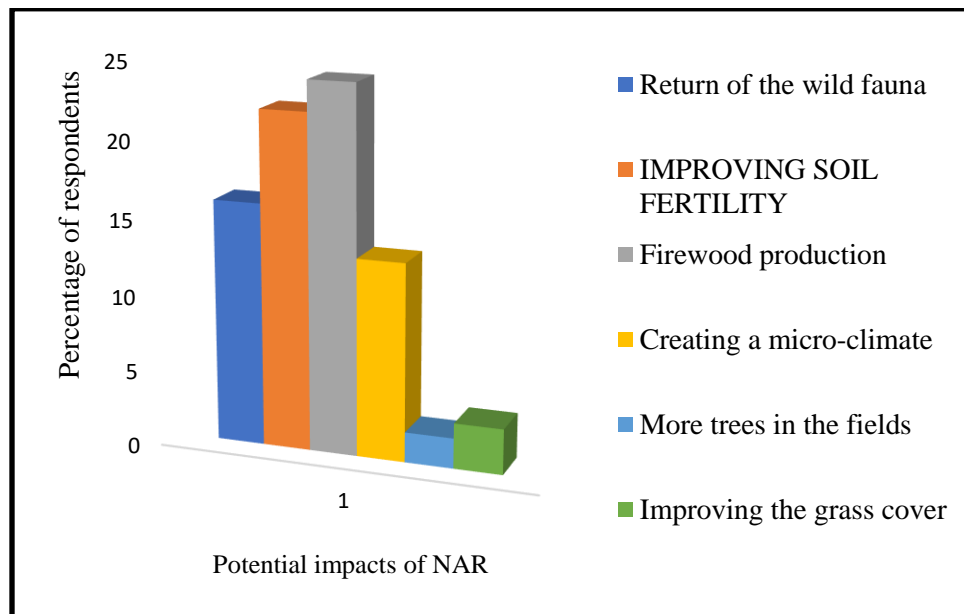 Percentage of respondents
25
20
15
10
5
0
1
Potential impacts of NAR
Return of the wild fauna
IMPROVING SOIL
FERTILITY
Firewood production
Creating a micro-climate
More trees in the fields
Improving the grass cover